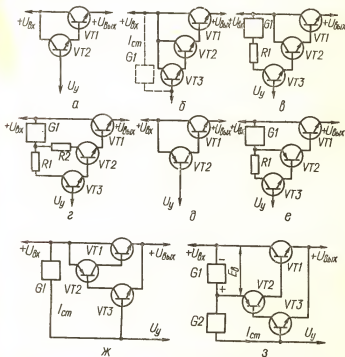 +Uвх +Uвых +Uвх +Uвых +Uвх G1 +Uвых
VT1 Iст VT1 VT1
VT2 G1 VT2 R1 VT2
VT3 VT3
Uу Uу Uу
а б в
+Uвх +Uвых +Uвх +Uвых +Uвх +Uвых
G1 VT1 VT1 G1 VT1
R2
R1 VT2 VT2 R1 VT2
VT3 Uу VT3
Uу Uу
г д е
+Uвх +Uвых +Uвх +Uвых
VT1 G1 − Eд VT1
G1 VT2 +
VT3 G2 VT2
Iст Uу Iст VT3 Uу
ж з